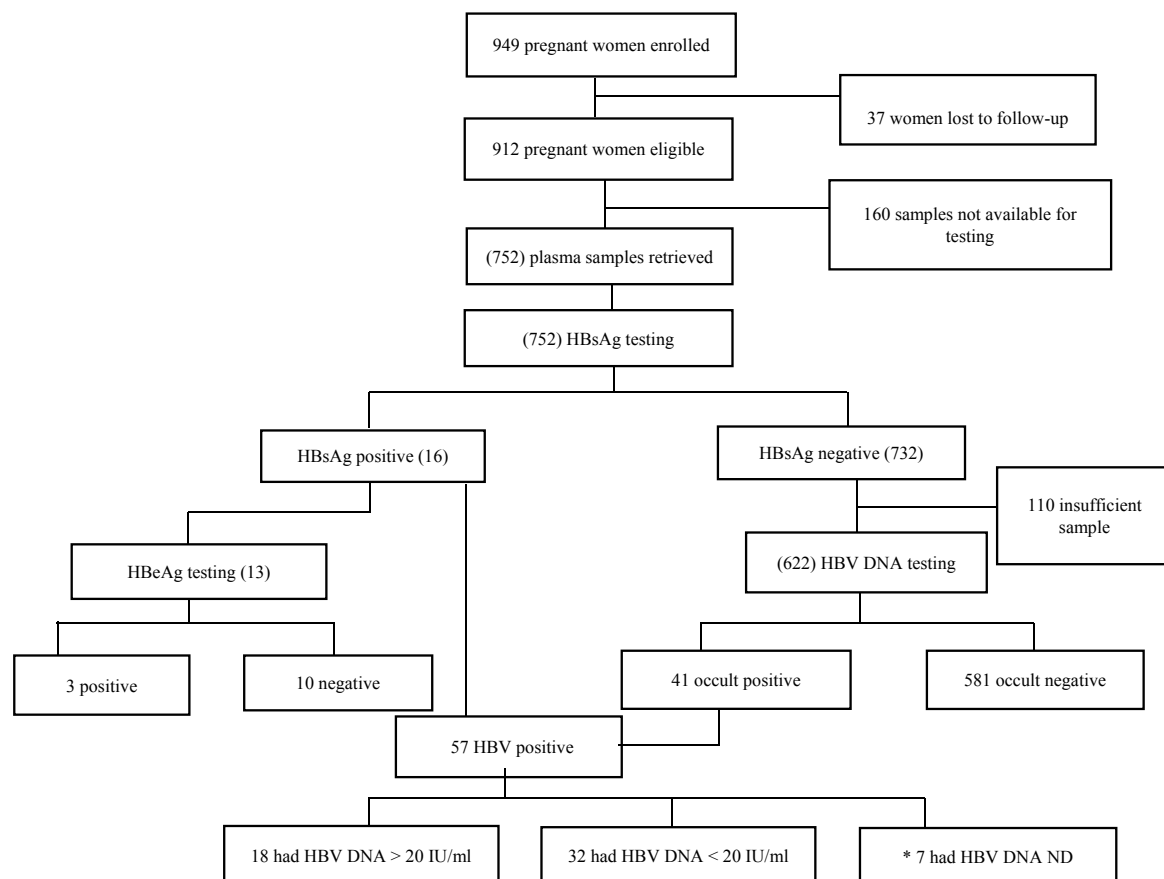 949 pregnant women enrolled
37 women lost to follow-up
912 pregnant women eligible
160 samples not available for
testing
(752) plasma samples retrieved
(752) HBsAg testing
HBsAg positive (16)
HBsAg negative (732)
110 insufficient
sample
HBeAg testing (13)
(622) HBV DNA testing
3 positive
10 negative
41 occult positive
581 occult negative
57 HBV positive
18 had HBV DNA > 20 IU/ml
32 had HBV DNA < 20 IU/ml
* 7 had HBV DNA ND